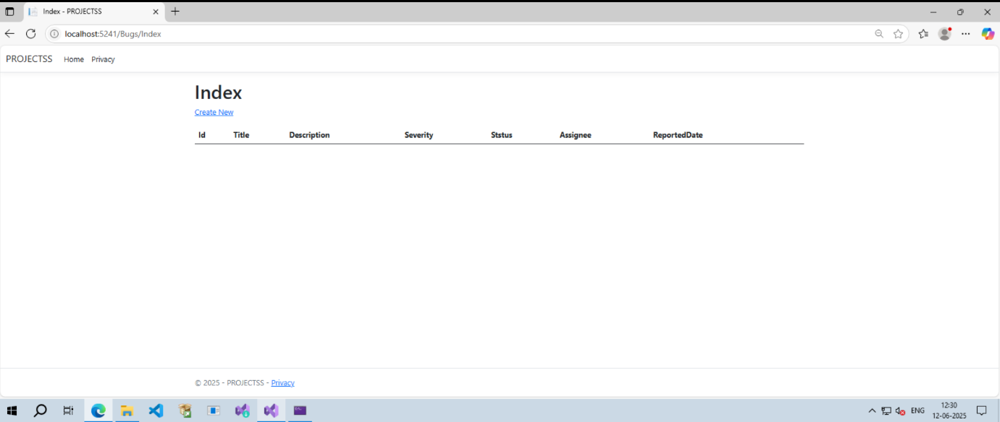 Index - PROJECTSS
localhost:5241/Bugs/Index
PROJECTSS Home Privacy
Index
Create New
Id Title Description Severity Ststus Assignee ReportedDate
© 2025 - PROJECTSS - Privacy
ENG 12:30
12-06-2025